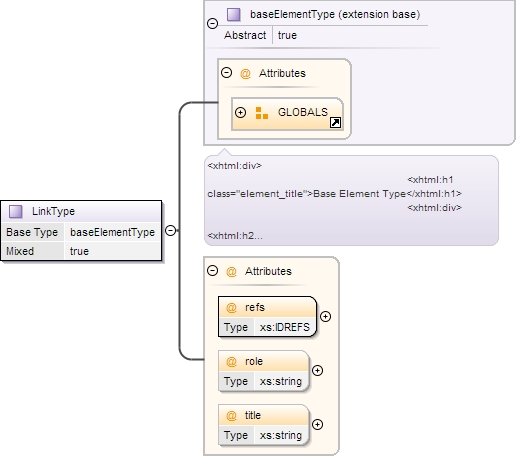 baseElementType (extension base)
Abstract true
@ Attributes
GLOBALS
<xhtml:div>
<xhtml:h1
class="element_title">Base Element Type</xhtml:h1>
<xhtml:div>
<xhtml:h2...
LinkType
Base Type baseElementType
Mixed true
@ Attributes
@ refs
Type xs:IDREFS
@ role
Type xs:string
@ title
Type xs:string